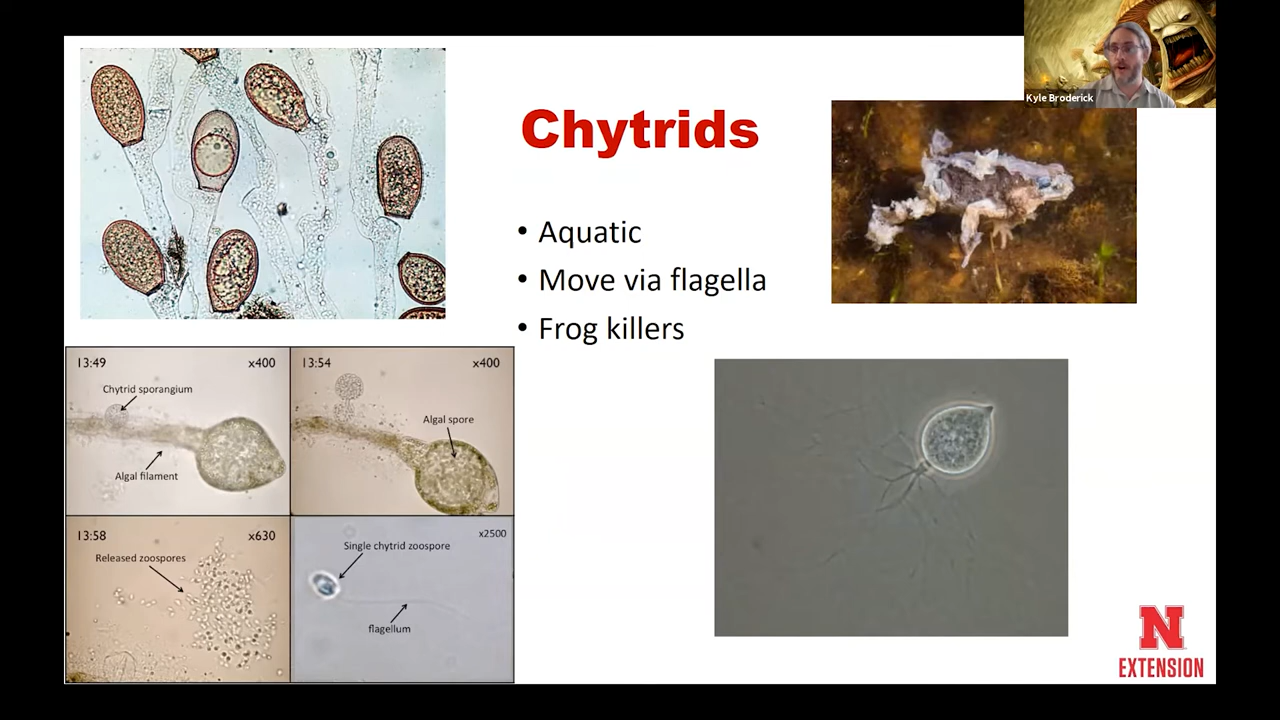 Kyle Broderick
Chytrids
• Aquatic
• Move via flagella
• Frog killers
13:49
x400
Chytrid sporangium
Algal filament
13:54
x400
Algal spore
13:58
x630
Released zoospores
x2500
Single chytrid zoospore
flagellum
N
EXTENSION